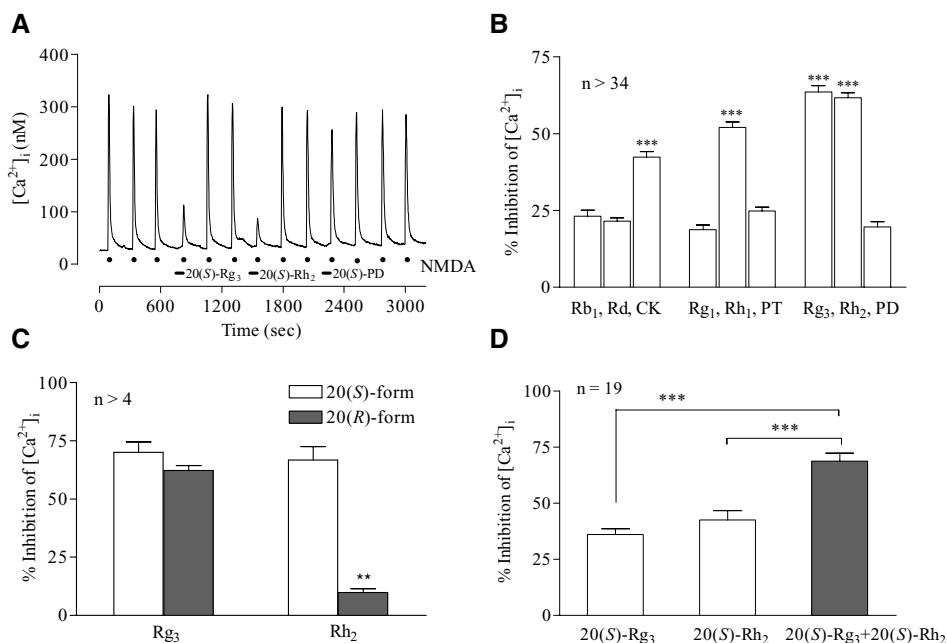 A
[Ca²⁺]ᵢ (nM)
400
300
200
100
0
NMDA
20(S)-Rg₃ 20(S)-Rh₂ 20(S)-PD
0 600 1200 1800 2400 3000
Time (sec)
B
% Inhibition of [Ca²⁺]ᵢ
75
50
25
0
n > 34
*** *** *** ***
Rb₁, Rd, CK Rg₁, Rh₁, PT Rg₃, Rh₂, PD
C
% Inhibition of [Ca²⁺]ᵢ
100
75
50
25
0
n > 4
20(S)-form
20(R)-form
**
Rg₃ Rh₂
D
% Inhibition of [Ca²⁺]ᵢ
100
75
50
25
0
n = 19
***
***
20(S)-Rg₃ 20(S)-Rh₂ 20(S)-Rg₃+20(S)-Rh₂